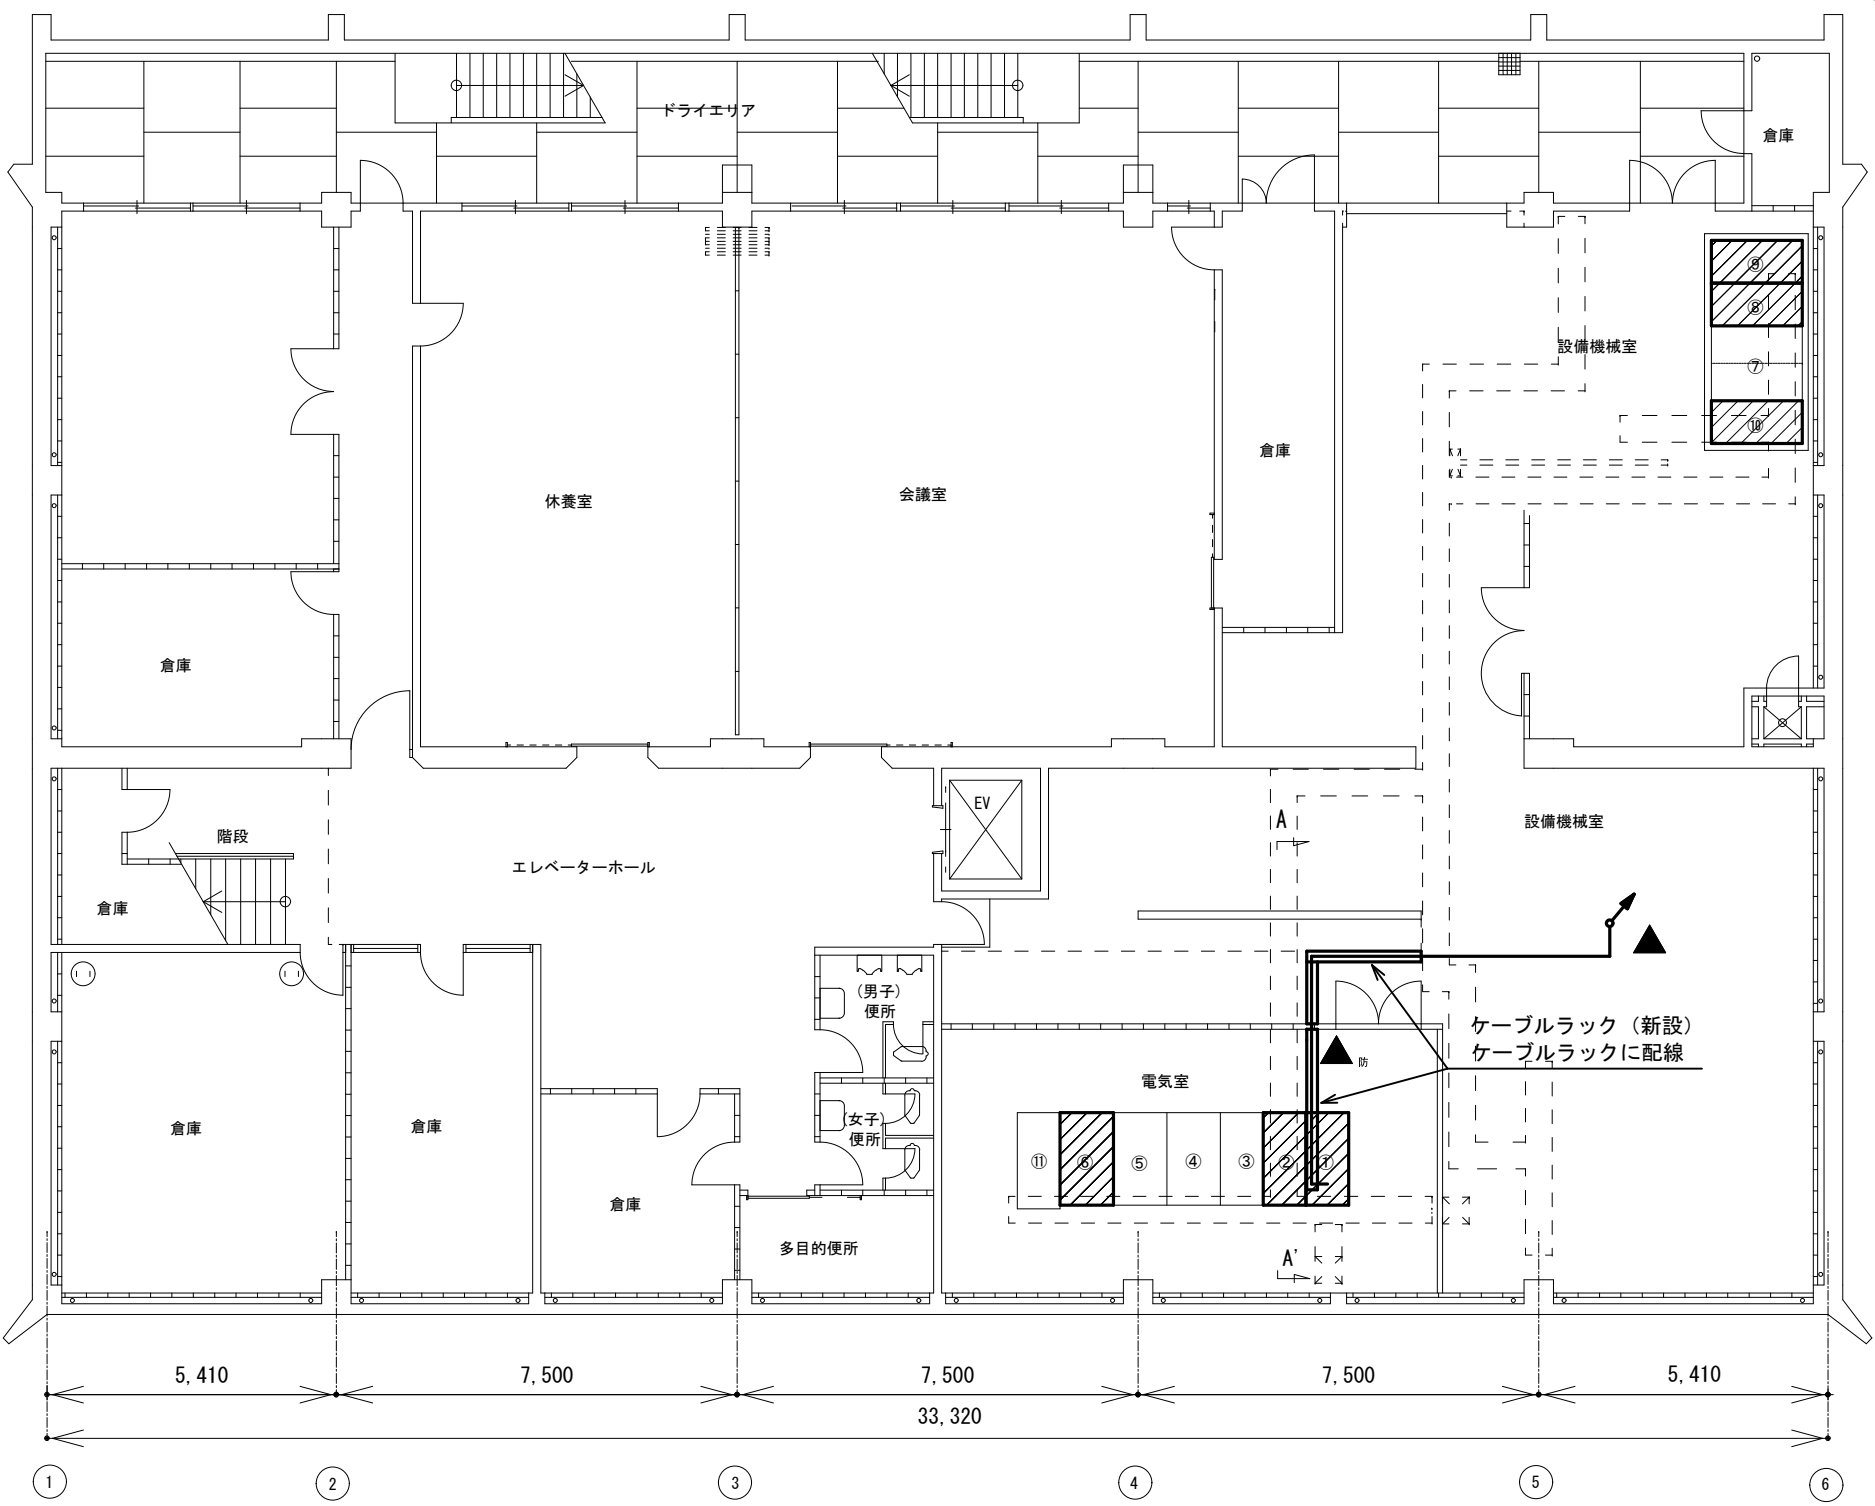 ドライエリア
倉庫
⑨
⑧
設備機械室
⑦
⑩
倉庫
会議室
休養室
倉庫
EV
A
設備機械室
階段
エレベーターホール
倉庫
(男子)
便所
ケーブルラック（新設）
ケーブルラックに配線
防
電気室
倉庫
倉庫
(女子)
便所
⑪
⑥
⑤
④
③
②
①
倉庫
多目的便所
A'
5,410
7,500
7,500
7,500
5,410
33,320
1
2
3
4
5
6